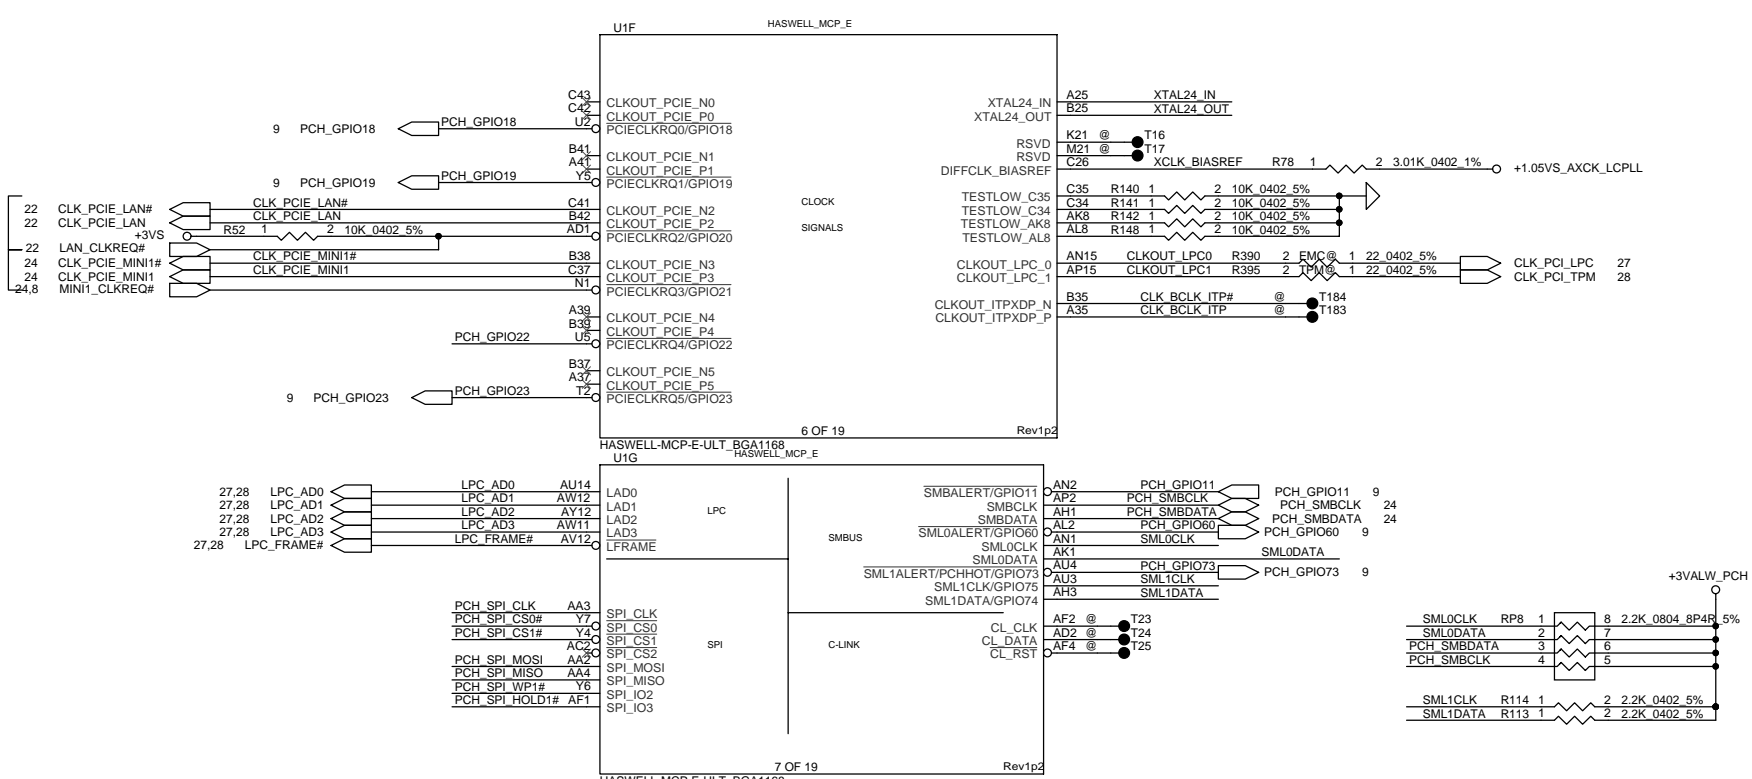 U1F HASWELL_MCP_E
C43 CLKOUT_PCIE_N0
C42 CLKOUT_PCIE_P0
9 PCH_GPIO18 PCH_GPIO18 U2 PCIECLKRQ0/GPIO18
B41 CLKOUT_PCIE_N1
A41 CLKOUT_PCIE_P1
9 PCH_GPIO19 PCH_GPIO19 Y5 PCIECLKRQ1/GPIO19
22 CLK_PCIE_LAN# CLK_PCIE_LAN# C41 CLKOUT_PCIE_N2
22 CLK_PCIE_LAN CLK_PCIE_LAN B42 CLKOUT_PCIE_P2
+3VS R52 1 2 10K_0402_5% AD1 PCIECLKRQ2/GPIO20
22 LAN_CLKREQ#
24 CLK_PCIE_MINI1# CLK_PCIE_MINI1# B38 CLKOUT_PCIE_N3
24 CLK_PCIE_MINI1 CLK_PCIE_MINI1 C37 CLKOUT_PCIE_P3
24,8 MINI1_CLKREQ# N1 PCIECLKRQ3/GPIO21
A39 CLKOUT_PCIE_N4
B39 CLKOUT_PCIE_P4
PCH_GPIO22 U5 PCIECLKRQ4/GPIO22
B37 CLKOUT_PCIE_N5
A37 CLKOUT_PCIE_P5
9 PCH_GPIO23 PCH_GPIO23 T2 PCIECLKRQ5/GPIO23
CLOCK
SIGNALS
XTAL24_IN A25 XTAL24_IN
XTAL24_OUT B25 XTAL24_OUT
RSVD K21 @ T16
RSVD M21 @ T17
DIFFCLK_BIASREF C26 XCLK_BIASREF R78 1 2 3.01K_0402_1% +1.05VS_AXCK_LCPLL
TESTLOW_C35 C35 R140 1 2 10K_0402_5%
TESTLOW_C34 C34 R141 1 2 10K_0402_5%
TESTLOW_AK8 AK8 R142 1 2 10K_0402_5%
TESTLOW_AL8 AL8 R148 1 2 10K_0402_5%
CLKOUT_LPC_0 AN15 CLKOUT_LPC0 R390 2 EMC@ 1 22_0402_5% CLK_PCI_LPC 27
CLKOUT_LPC_1 AP15 CLKOUT_LPC1 R395 2 TPM@ 1 22_0402_5% CLK_PCI_TPM 28
CLKOUT_ITPXDP_N B35 CLK_BCLK_ITP# @ T184
CLKOUT_ITPXDP_P A35 CLK_BCLK_ITP @ T183
6 OF 19 Rev1p2
HASWELL-MCP-E-ULT_BGA1168
U1G HASWELL_MCP_E
27,28 LPC_AD0 LPC_AD0 AU14 LAD0
27,28 LPC_AD1 LPC_AD1 AW12 LAD1
27,28 LPC_AD2 LPC_AD2 AY12 LAD2
27,28 LPC_AD3 LPC_AD3 AW11 LAD3
27,28 LPC_FRAME# LPC_FRAME# AV12 LFRAME
LPC
SMBUS
SMBALERT/GPIO11 AN2 PCH_GPIO11 PCH_GPIO11 9
SMBCLK AP2 PCH_SMBCLK PCH_SMBCLK 24
SMBDATA AH1 PCH_SMBDATA PCH_SMBDATA 24
SML0ALERT/GPIO60 AL2 PCH_GPIO60 PCH_GPIO60 9
SML0CLK AN1 SML0CLK
SML0DATA AK1 SML0DATA
SML1ALERT/PCHHOT/GPIO73 AU4 PCH_GPIO73 PCH_GPIO73 9
SML1CLK/GPIO75 AU3 SML1CLK
SML1DATA/GPIO74 AH3 SML1DATA
PCH_SPI_CLK AA3 SPI_CLK
PCH_SPI_CS0# Y7 SPI_CS0
PCH_SPI_CS1# Y4 SPI_CS1
AC2 SPI_CS2
PCH_SPI_MOSI AA2 SPI_MOSI
PCH_SPI_MISO AA4 SPI_MISO
PCH_SPI_WP1# Y6 SPI_IO2
PCH_SPI_HOLD1# AF1 SPI_IO3
SPI
C-LINK
CL_CLK AF2 @ T23
CL_DATA AD2 @ T24
CL_RST AF4 @ T25
7 OF 19 Rev1p2
HASWELL-MCP-E-ULT_BGA1168
+3VALW_PCH
SML0CLK RP8 1 8 2.2K_0804_8P4R_5%
SML0DATA 2 7
PCH_SMBDATA 3 6
PCH_SMBCLK 4 5
SML1CLK R114 1 2 2.2K_0402_5%
SML1DATA R113 1 2 2.2K_0402_5%